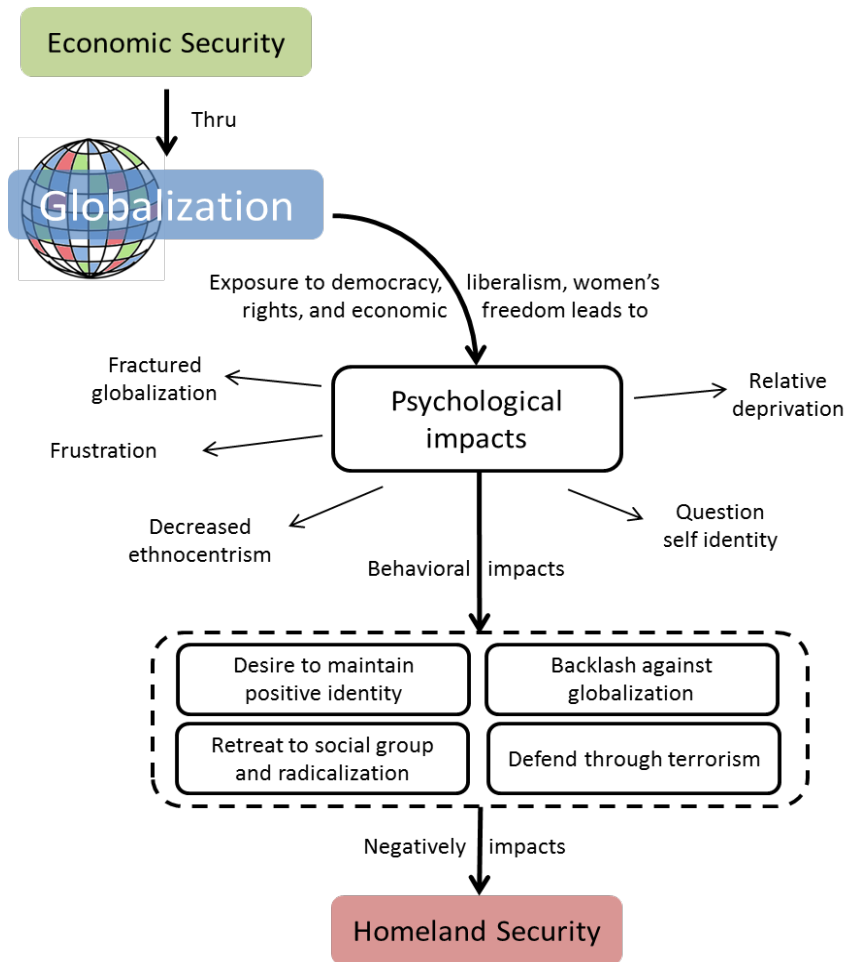 Economic Security
Thru
Globalization
Exposure to democracy, liberalism, women’s
rights, and economic freedom leads to
Fractured
globalization
Psychological
impacts
Relative
deprivation
Frustration
Decreased
ethnocentrism
Question
self identity
Behavioral impacts
Desire to maintain
positive identity
Backlash against
globalization
Retreat to social group
and radicalization
Defend through terrorism
Negatively impacts
Homeland Security